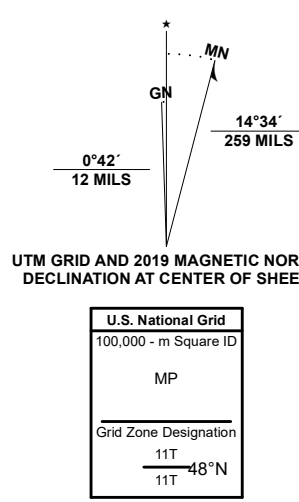 ★
MN
GN
14°34´
259 MILS
0°42´
12 MILS
UTM GRID AND 2019 MAGNETIC NOR
DECLINATION AT CENTER OF SHEE
U.S. National Grid
100,000 - m Square ID
MP
Grid Zone Designation
11T
48°N
11T